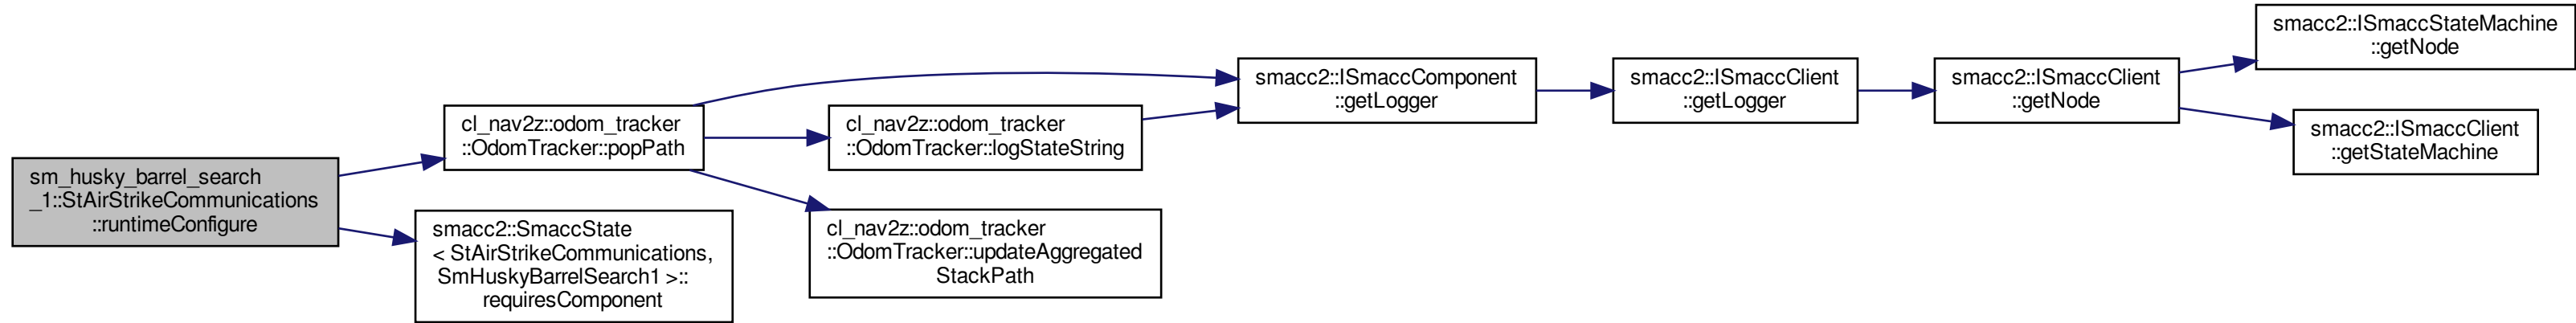 sm_husky_barrel_search
_1::StAirStrikeCommunications
::runtimeConfigure
cl_nav2z::odom_tracker
::OdomTracker::popPath
smacc2::SmaccState
< StAirStrikeCommunications,
SmHuskyBarrelSearch1 >::
requiresComponent
cl_nav2z::odom_tracker
::OdomTracker::logStateString
cl_nav2z::odom_tracker
::OdomTracker::updateAggregated
StackPath
smacc2::ISmaccComponent
::getLogger
smacc2::ISmaccClient
::getLogger
smacc2::ISmaccClient
::getNode
smacc2::ISmaccStateMachine
::getNode
smacc2::ISmaccClient
::getStateMachine